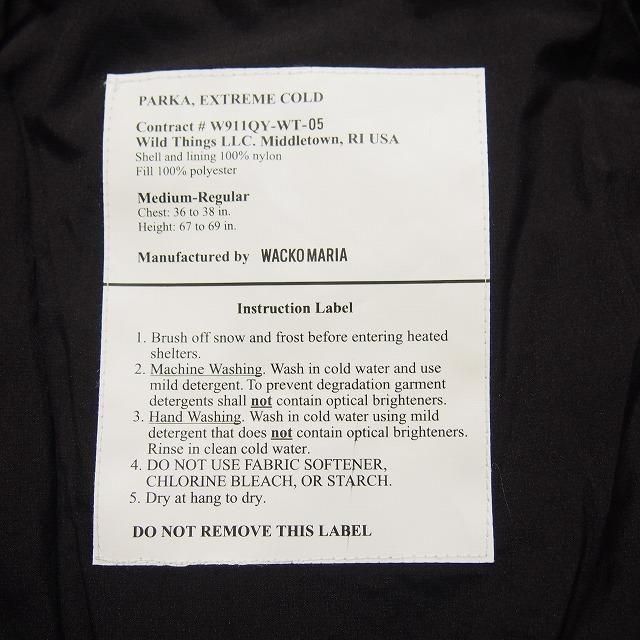 PARKA, EXTREME COLD
Contract # W911QY-WT-05
Wild Things LLC. Middletown, RI USA
Shell and lining 100% nylon
Fill 100% polyester
Medium-Regular
Chest: 36 to 38 in.
Height: 67 to 69 in.
Manufactured by WACKO MARIA
Instruction Label
1. Brush off snow and frost before entering heated
shelters.
2. Machine Washing. Wash in cold water and use
mild detergent. To prevent degradation garment
detergents shall not contain optical brighteners.
3. Hand Washing. Wash in cold water using mild
detergent that does not contain optical brighteners.
Rinse in clean cold water.
4. DO NOT USE FABRIC SOFTENER,
CHLORINE BLEACH, OR STARCH.
5. Dry at hang to dry.
DO NOT REMOVE THIS LABEL